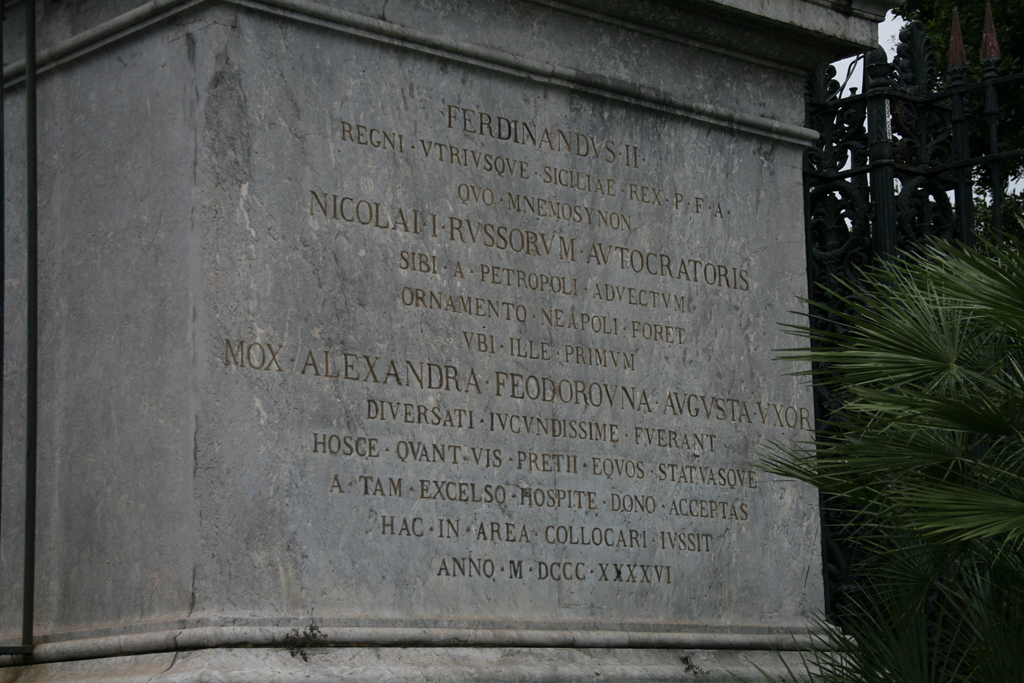 FERDINANDVS·II·
REGNI·VTRIVSQVE·SICILIAE·REX·P·F·A·
QVO·MNEMOSYNON
NICOLAI·I·RVSSORVM·AVTOCRATORIS
SIBI·A·PETROPOLI·ADVECTVM
ORNAMENTO·NEAPOLI·FORET
VBI·ILLE·PRIMVM
MOX·ALEXANDRA·FEODOROVNA·AVGVSTA·VXOR
DIVERSATI·IVCVNDISSIME·FVERANT
HOSCE·QVANTVIS·PRETII·EQVOS·STATVASQVE
A·TAM·EXCELSO·HOSPITE·DONO·ACCEPTAS
HAC·IN·AREA·COLLOCARI·IVSSIT
ANNO·M·DCCC·XXXXVI